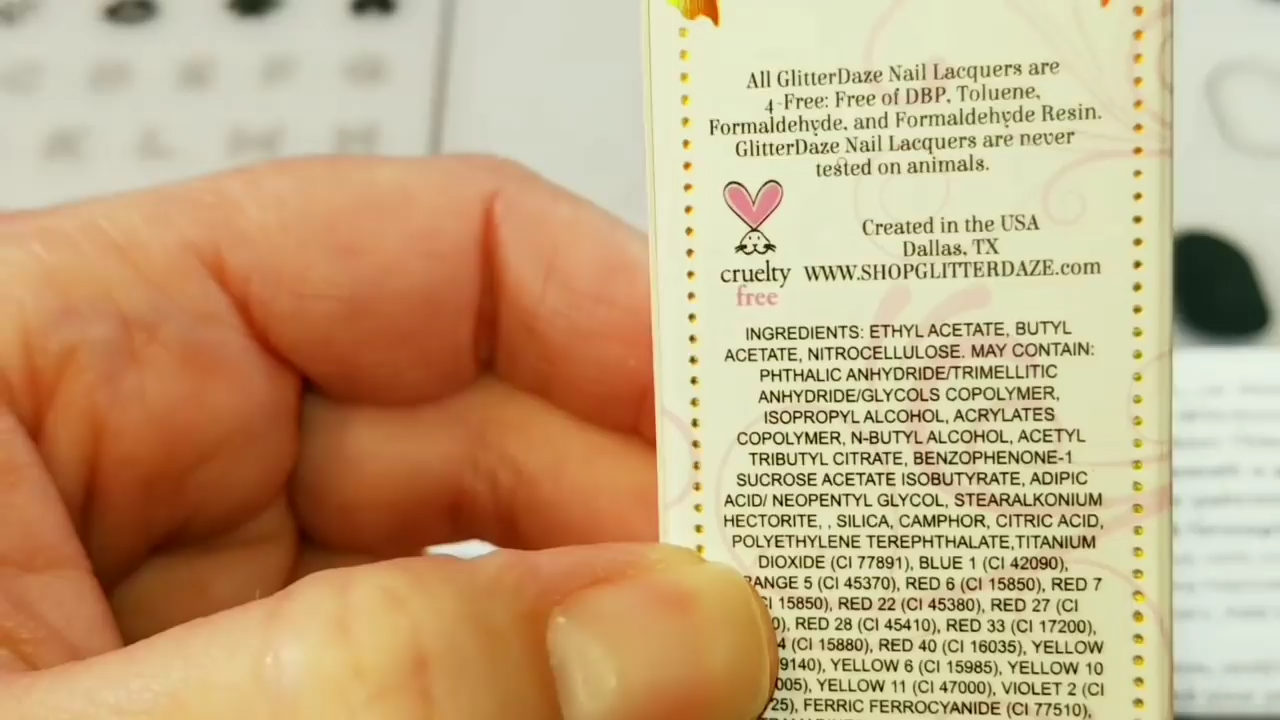 All GlitterDaze Nail Lacquers are
4-Free: Free of DBP, Toluene,
Formaldehyde, and Formaldehyde Resin.
GlitterDaze Nail Lacquers are never
tested on animals.
Created in the USA
Dallas, TX
WWW.SHOPGLITTERDAZE.com
cruelty
free
INGREDIENTS: ETHYL ACETATE, BUTYL
ACETATE, NITROCELLULOSE. MAY CONTAIN:
PHTHALIC ANHYDRIDE/TRIMELLITIC
ANHYDRIDE/GLYCOLS COPOLYMER,
ISOPROPYL ALCOHOL, ACRYLATES
COPOLYMER, N-BUTYL ALCOHOL, ACETYL
TRIBUTYL CITRATE, BENZOPHENONE-1
SUCROSE ACETATE ISOBUTYRATE, ADIPIC
ACID/ NEOPENTYL GLYCOL, STEARALKONIUM
HECTORITE, , SILICA, CAMPHOR, CITRIC ACID,
POLYETHYLENE TEREPHTHALATE,TITANIUM
DIOXIDE (CI 77891), BLUE 1 (CI 42090),
RANGE 5 (CI 45370), RED 6 (CI 15850), RED 7
CI 15850), RED 22 (CI 45380), RED 27 (CI
0), RED 28 (CI 45410), RED 33 (CI 17200),
4 (CI 15880), RED 40 (CI 16035), YELLOW
9140), YELLOW 6 (CI 15985), YELLOW 10
005), YELLOW 11 (CI 47000), VIOLET 2 (CI
25), FERRIC FERROCYANIDE (CI 77510),